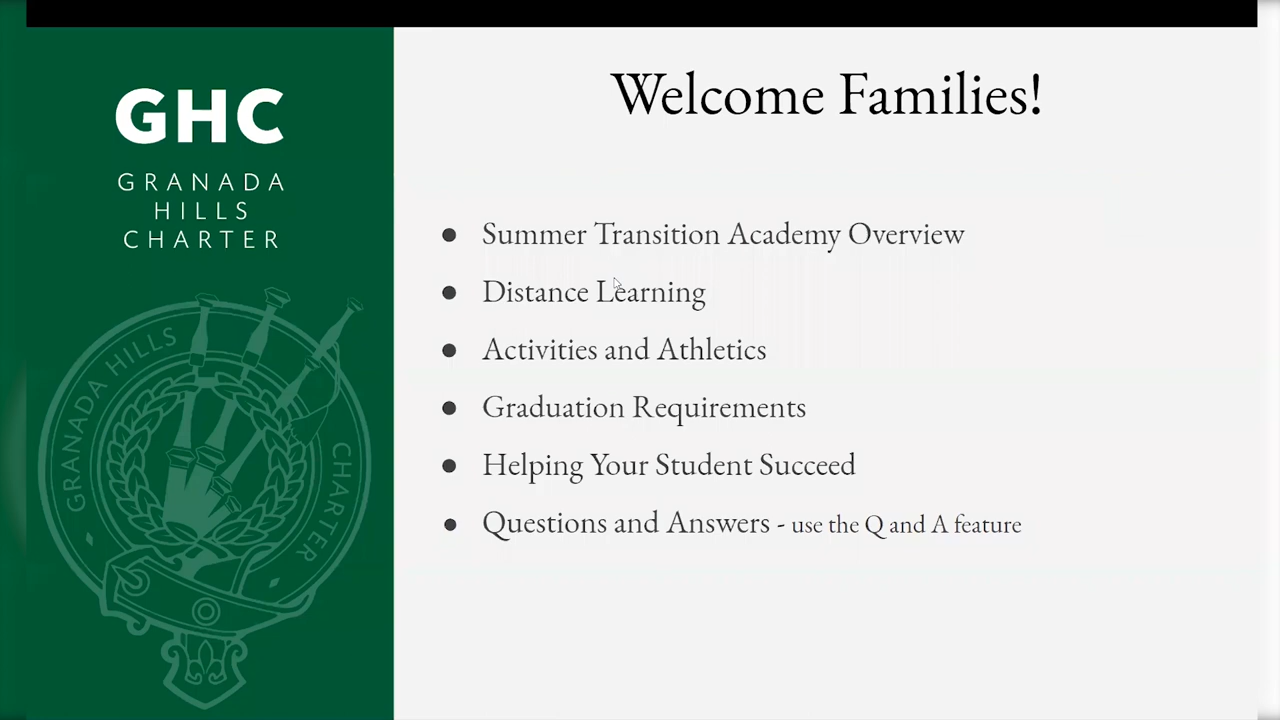 GHC
GRANADA
HILLS
CHARTER
GRANADA HILLS
CHARTER
Welcome Families!
● Summer Transition Academy Overview
● Distance Learning
● Activities and Athletics
● Graduation Requirements
● Helping Your Student Succeed
● Questions and Answers - use the Q and A feature